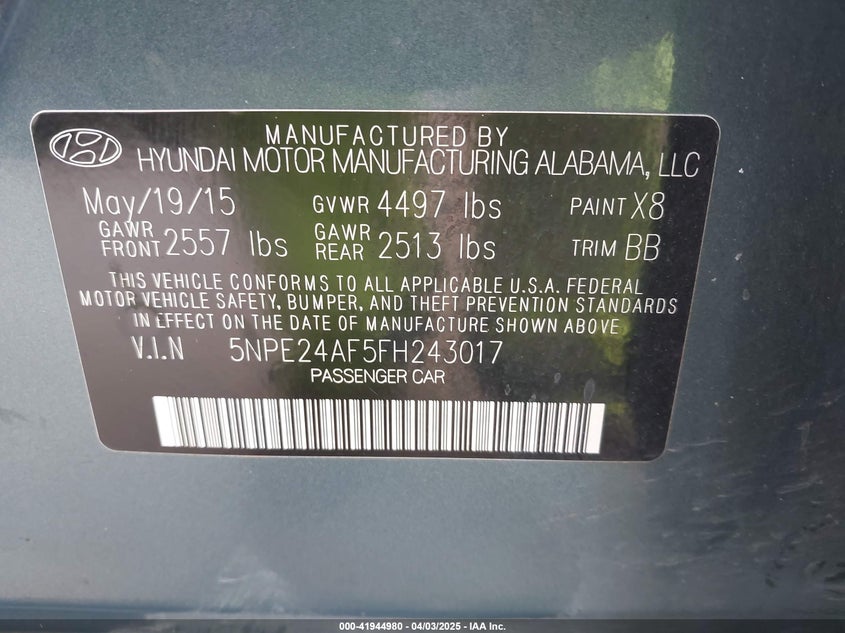 MANUFACTURED BY
HYUNDAI MOTOR MANUFACTURING ALABAMA, LLC
May/19/15 GVWR 4497 lbs PAINT X8
GAWR FRONT 2557 lbs GAWR REAR 2513 lbs TRIM BB
THIS VEHICLE CONFORMS TO ALL APPLICABLE U.S.A. FEDERAL
MOTOR VEHICLE SAFETY, BUMPER, AND THEFT PREVENTION STANDARDS
IN EFFECT ON THE DATE OF MANUFACTURE SHOWN ABOVE
V.I.N 5NPE24AF5FH243017
PASSENGER CAR
000-41944980 - 04/03/2025 - IAA Inc.